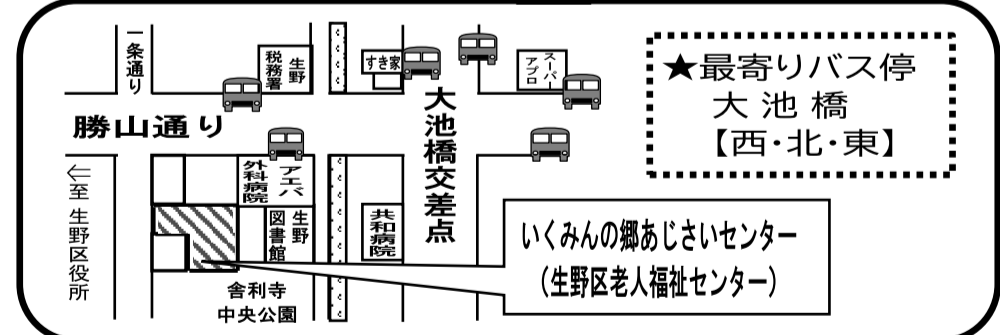 一条通り
生野
税務署
すき家
スーパー
アプロ
★最寄りバス停
大池橋
【西・北・東】
勝山通り
大池橋交差点
⇐至 生野区役所
アエバ
外科病院
生野
図書館
共和病院
いくみんの郷あじさいセンター
（生野区老人福祉センター）
舎利寺
中央公園